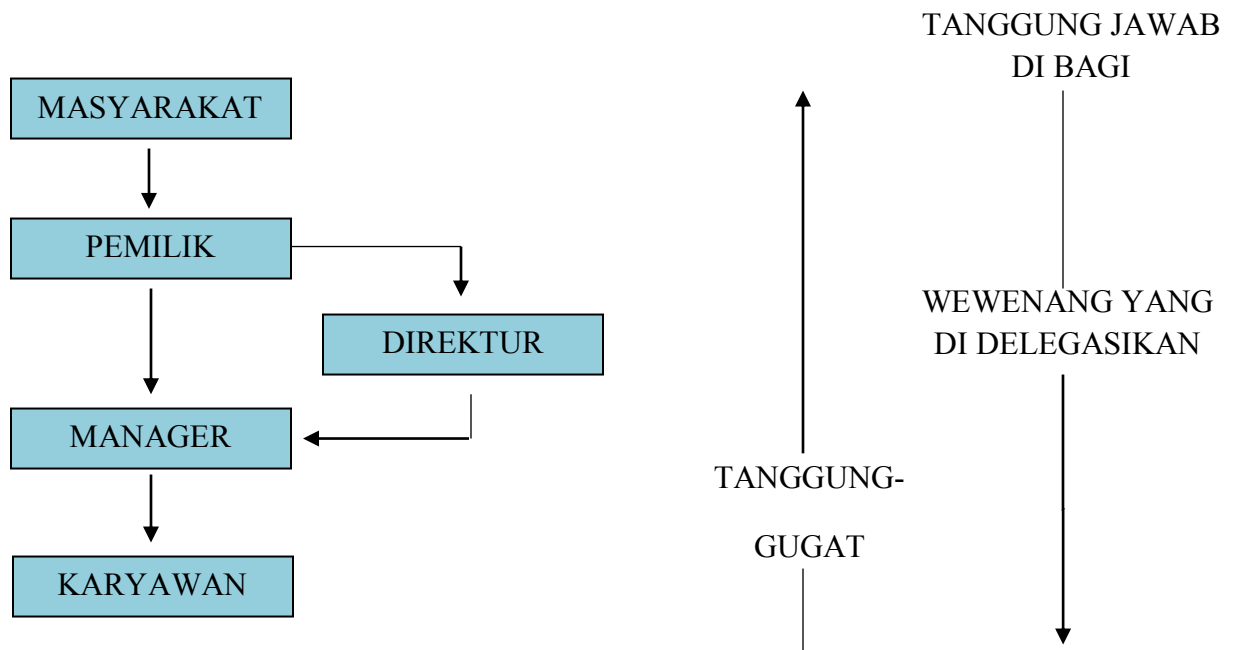 TANGGUNG JAWAB
DI BAGI
MASYARAKAT
PEMILIK
DIREKTUR
WEWENANG YANG
DI DELEGASIKAN
MANAGER
TANGGUNG-
GUGAT
KARYAWAN